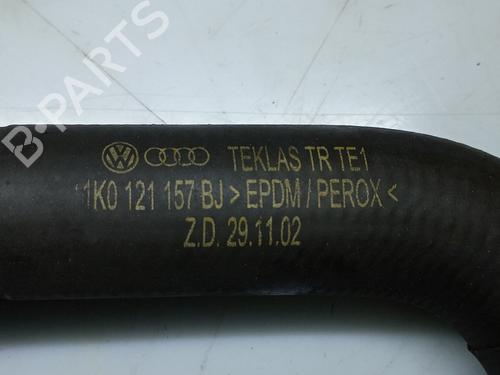 B-PARTS
TEKLAS TR TE1
1K0 121 157 BJ >EPDM/PEROX<
Z.D. 29.11.02